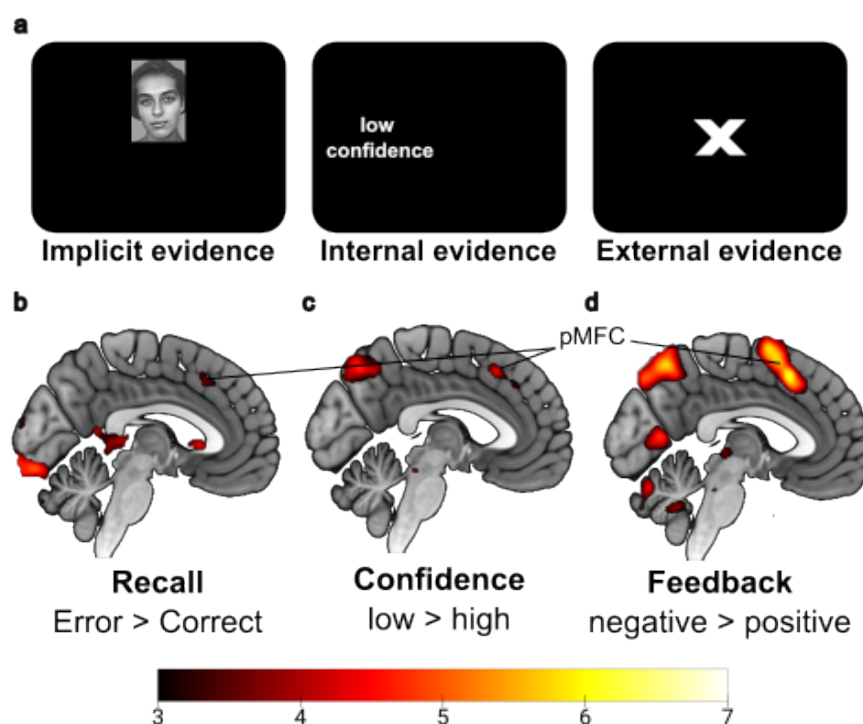 a
low
confidence
Implicit evidence
Internal evidence
External evidence
b
c
d
pMFC
Recall
Error > Correct
Confidence
low > high
Feedback
negative > positive
3
4
5
6
7